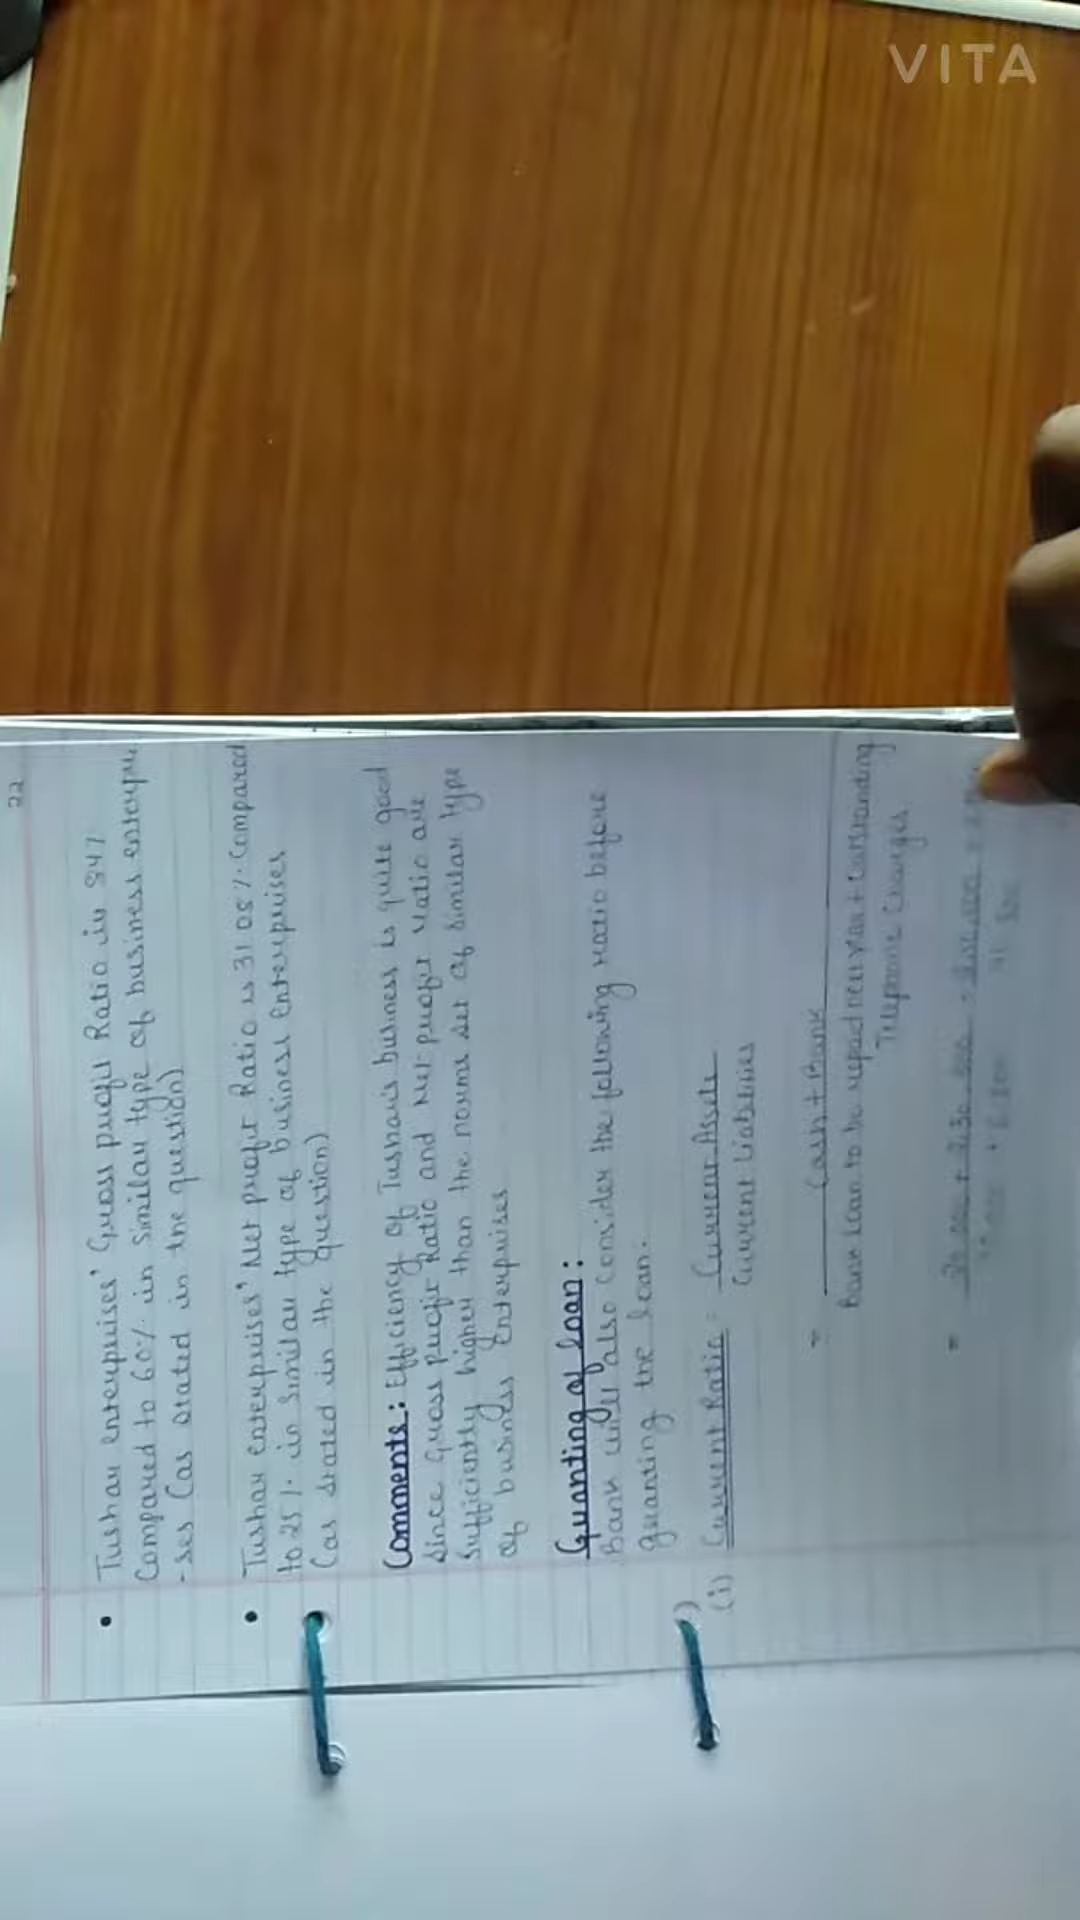 VITA
22
• Tushar enterprises' Gross profit Ratio is 84%
Compared to 60% in similar type of business enterpri
-ses (as stated in the question)
• Tushar enterprises' Net profit Ratio is 31.05% Compared
to 25% in similar type of business enterprises
(as stated in the question)
Comments: Efficiency of Tushar's business is quite good
since Gross profit Ratio and Net profit Ratio are
sufficiently higher than the norms set of similar type
of business enterprises
Granting of loan:
Bank will also consider the following ratio before
granting the loan.
(i) Current Ratio = Current Assets
Current liabilities
= Cash + Bank
Bank loan to be repaid next year + Outstanding
Telephone Charges
=